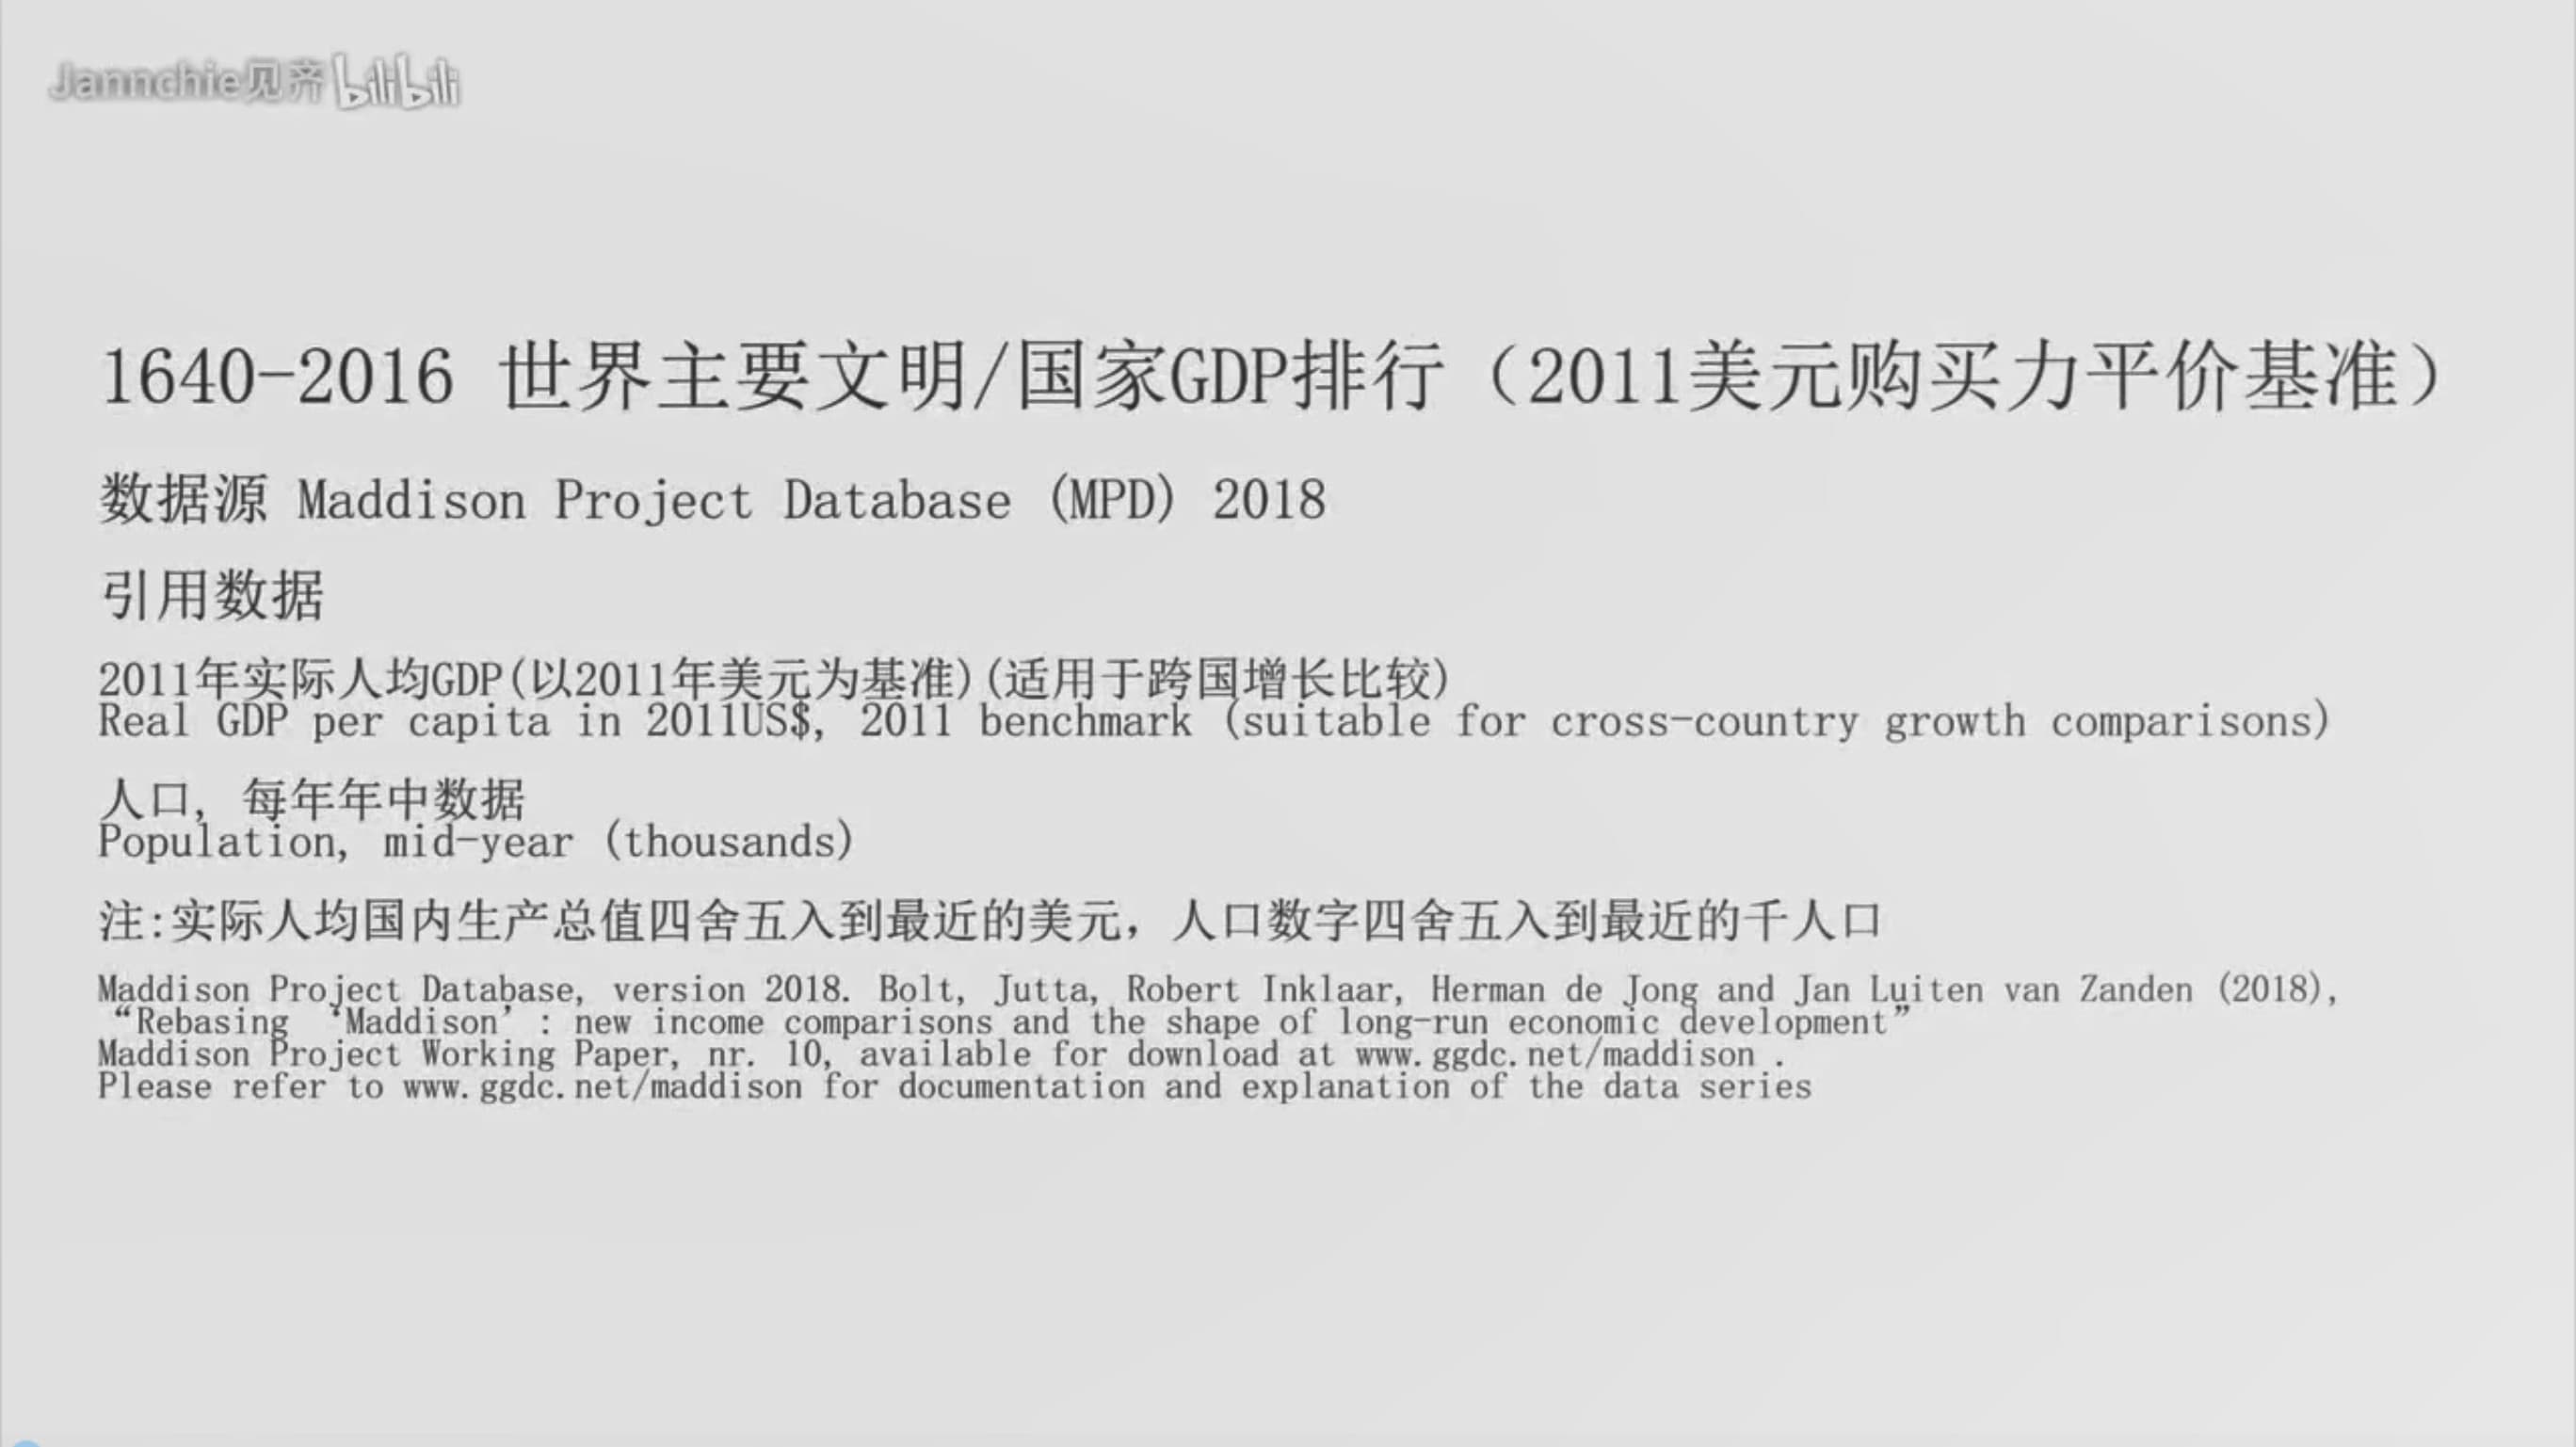 Jannchie见齐 bilibili
1640-2016 世界主要文明/国家GDP排行（2011美元购买力平价基准）
数据源 Maddison Project Database (MPD) 2018
引用数据
2011年实际人均GDP(以2011年美元为基准)(适用于跨国增长比较)
Real GDP per capita in 2011US$, 2011 benchmark (suitable for cross-country growth comparisons)
人口, 每年年中数据
Population, mid-year (thousands)
注:实际人均国内生产总值四舍五入到最近的美元，人口数字四舍五入到最近的千人口
Maddison Project Database, version 2018. Bolt, Jutta, Robert Inklaar, Herman de Jong and Jan Luiten van Zanden (2018),
“Rebasing ‘Maddison’: new income comparisons and the shape of long-run economic development”
Maddison Project Working Paper, nr. 10, available for download at www.ggdc.net/maddison .
Please refer to www.ggdc.net/maddison for documentation and explanation of the data series